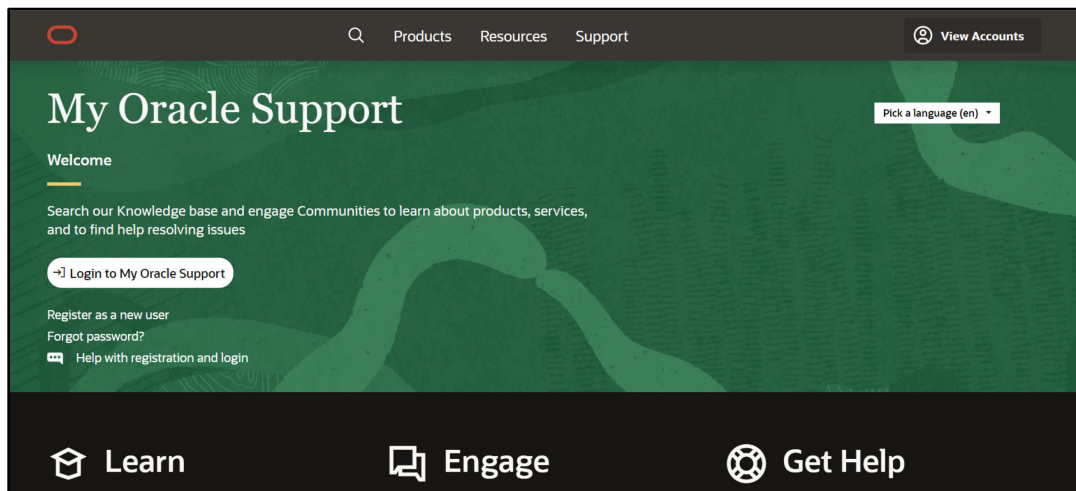 Products Resources Support View Accounts
My Oracle Support
Pick a language (en)
Welcome
Search our Knowledge base and engage Communities to learn about products, services,
and to find help resolving issues
Login to My Oracle Support
Register as a new user
Forgot password?
Help with registration and login
Learn Engage Get Help